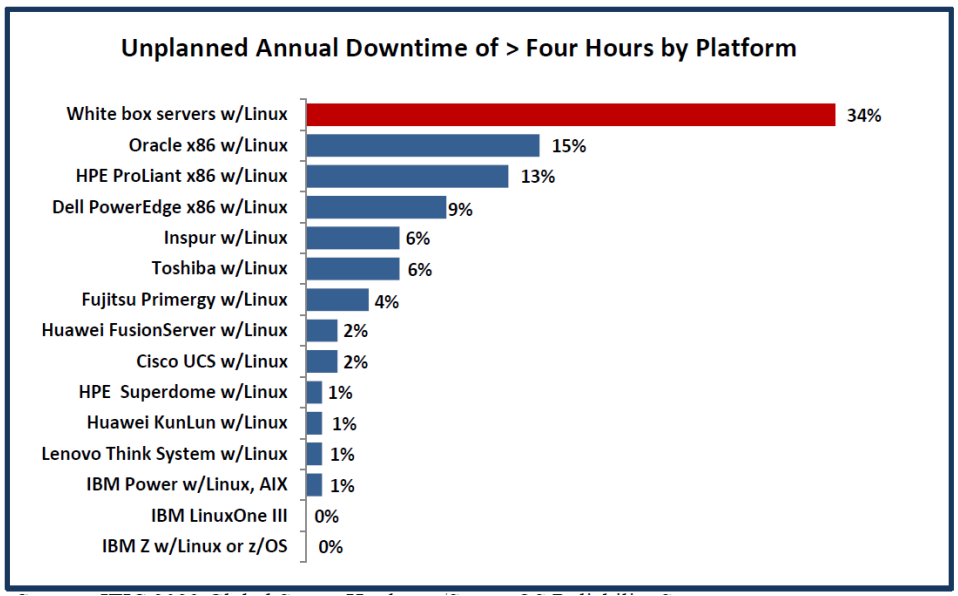 Unplanned Annual Downtime of > Four Hours by Platform
White box servers w/Linux 34%
Oracle x86 w/Linux 15%
HPE ProLiant x86 w/Linux 13%
Dell PowerEdge x86 w/Linux 9%
Inspur w/Linux 6%
Toshiba w/Linux 6%
Fujitsu Primergy w/Linux 4%
Huawei FusionServer w/Linux 2%
Cisco UCS w/Linux 2%
HPE Superdome w/Linux 1%
Huawei KunLun w/Linux 1%
Lenovo Think System w/Linux 1%
IBM Power w/Linux, AIX 1%
IBM LinuxOne III 0%
IBM Z w/Linux or z/OS 0%